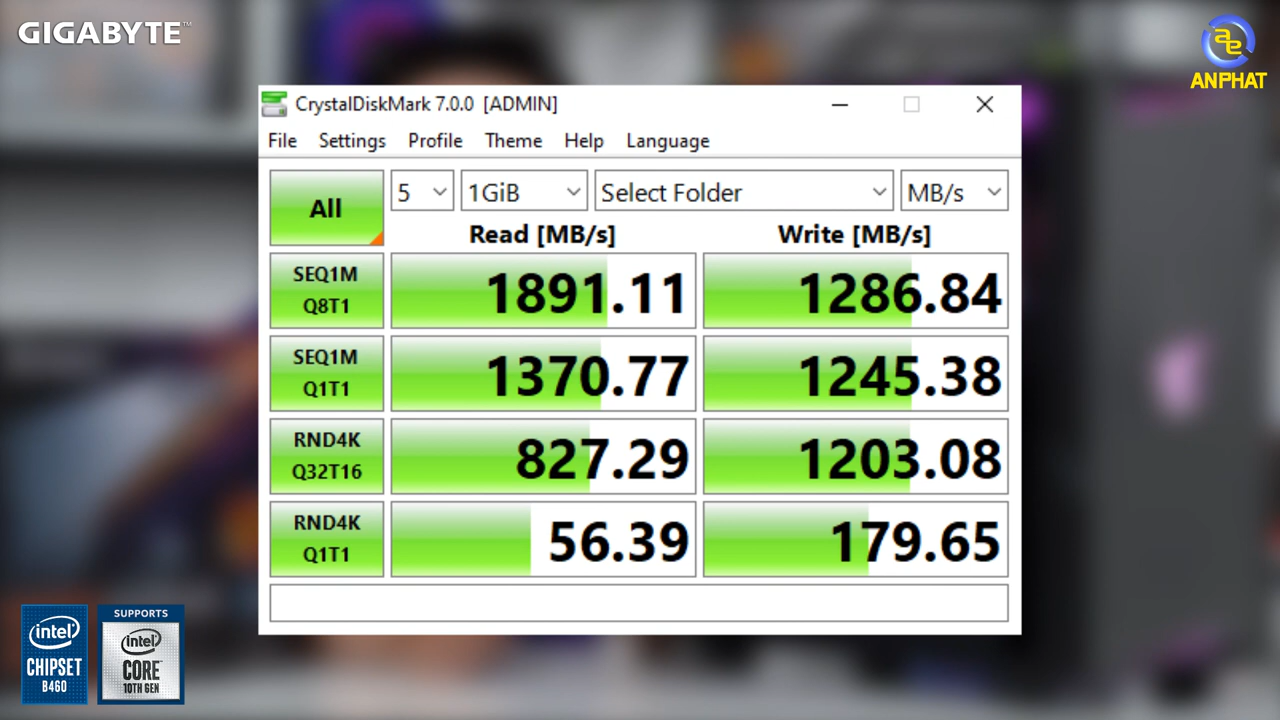 GIGABYTE™
ae
ANPHAT
CrystalDiskMark 7.0.0 [ADMIN]
File Settings Profile Theme Help Language
All 5 1GiB Select Folder MB/s
Read [MB/s] Write [MB/s]
SEQ1M
Q8T1 1891.11 1286.84
SEQ1M
Q1T1 1370.77 1245.38
RND4K
Q32T16 827.29 1203.08
RND4K
Q1T1 56.39 179.65
intel
CHIPSET
B460
SUPPORTS
intel
CORE
10TH GEN